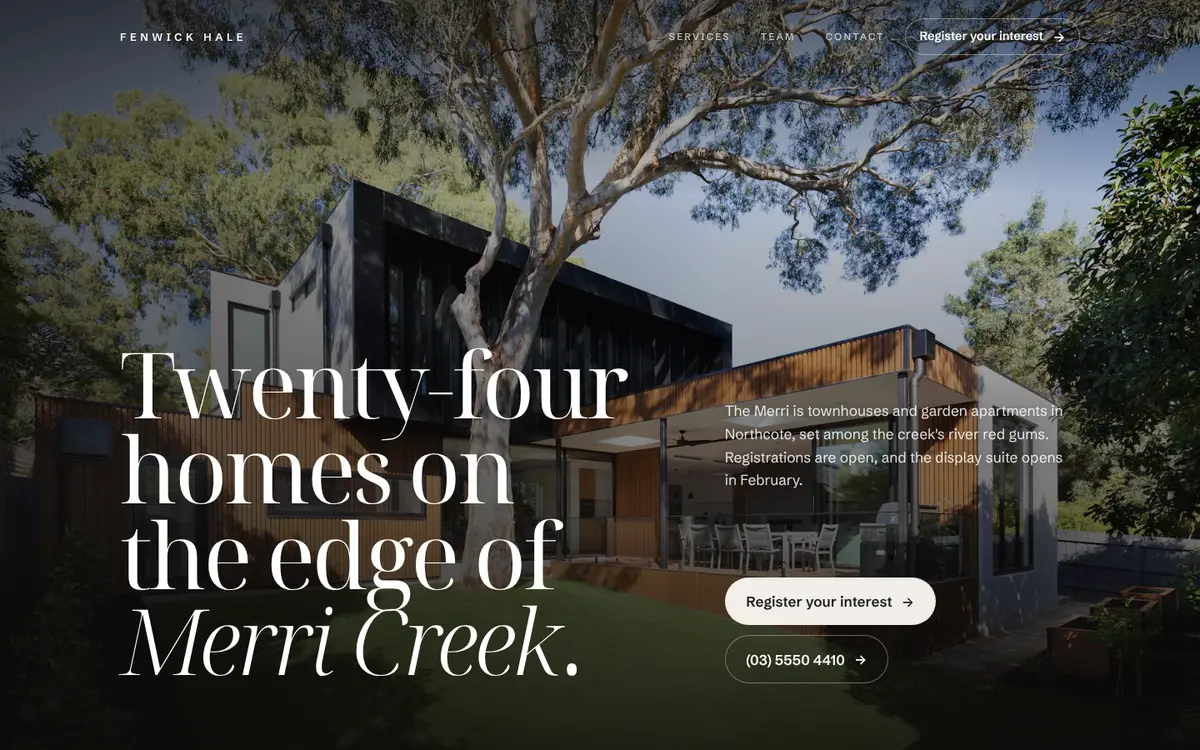 FENWICK HALE
SERVICES
TEAM
CONTACT
Register your interest →
Twenty-four
homes on
the edge of
Merri Creek.
The Merri is townhouses and garden apartments in
Northcote, set among the creek's river red gums.
Registrations are open, and the display suite opens
in February.
Register your interest →
(03) 5550 4410 →